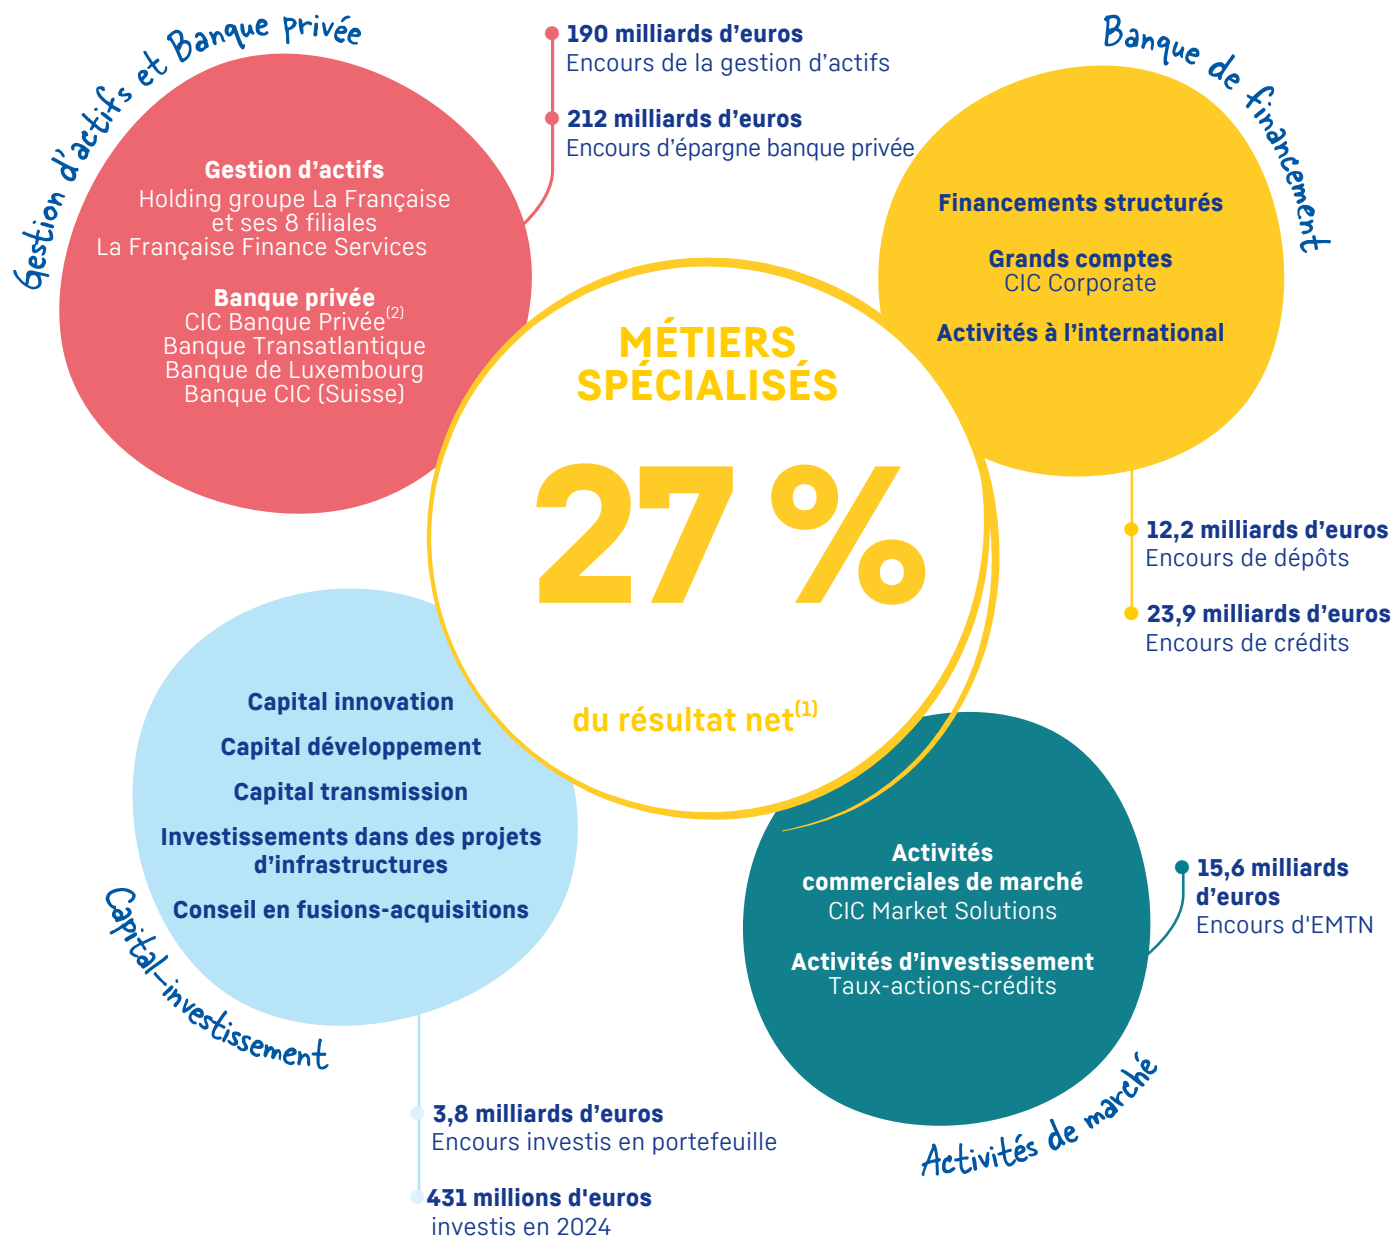 Gestion d'actifs et Banque privée
190 milliards d'euros
Encours de la gestion d'actifs
212 milliards d'euros
Encours d'épargne banque privée
Gestion d'actifs
Holding groupe La Française
et ses 8 filiales
La Française Finance Services
Banque privée
CIC Banque Privée(2)
Banque Transatlantique
Banque de Luxembourg
Banque CIC (Suisse)
Banque de financement
Financements structurés
Grands comptes
CIC Corporate
Activités à l'international
12,2 milliards d'euros
Encours de dépôts
23,9 milliards d'euros
Encours de crédits
MÉTIERS
SPÉCIALISÉS
27 %
du résultat net(1)
Capital innovation
Capital développement
Capital transmission
Investissements dans des projets
d'infrastructures
Conseil en fusions-acquisitions
Capital-investissement
3,8 milliards d'euros
Encours investis en portefeuille
431 millions d'euros
investis en 2024
Activités
commerciales de marché
CIC Market Solutions
Activités d'investissement
Taux-actions-crédits
Activités de marché
15,6 milliards
d'euros
Encours d'EMTN